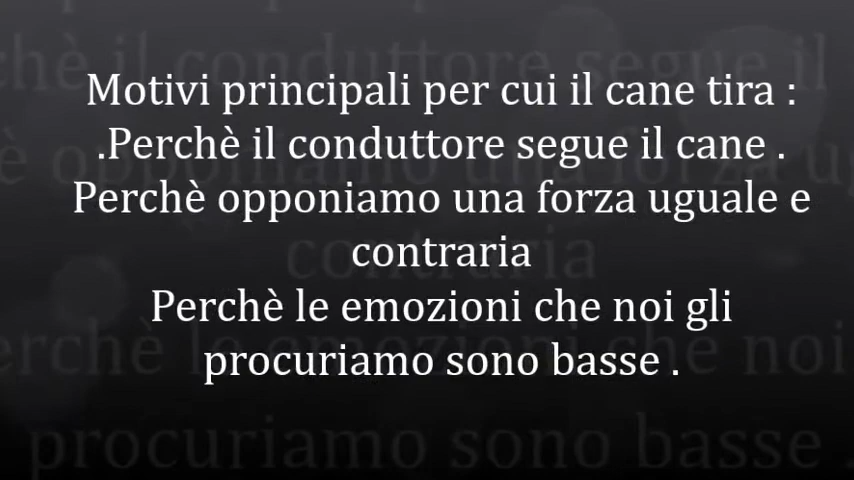 Motivi principali per cui il cane tira :
.Perchè il conduttore segue il cane .
Perchè opponiamo una forza uguale e
contraria
Perchè le emozioni che noi gli
procuriamo sono basse .